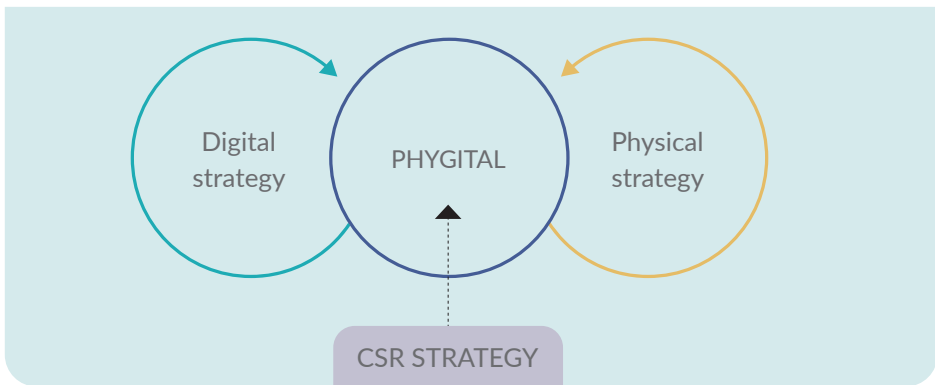 Digital
strategy
PHYGITAL
Physical
strategy
CSR STRATEGY